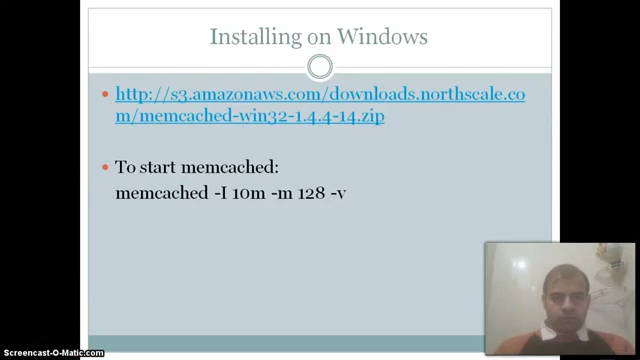 Installing on Windows
http://s3.amazonaws.com/downloads.northscale.co
m/memcached-win32-1.4.4-14.zip
To start memcached:
memcached -I 10m -m 128 -v
Screencast-O-Matic.com